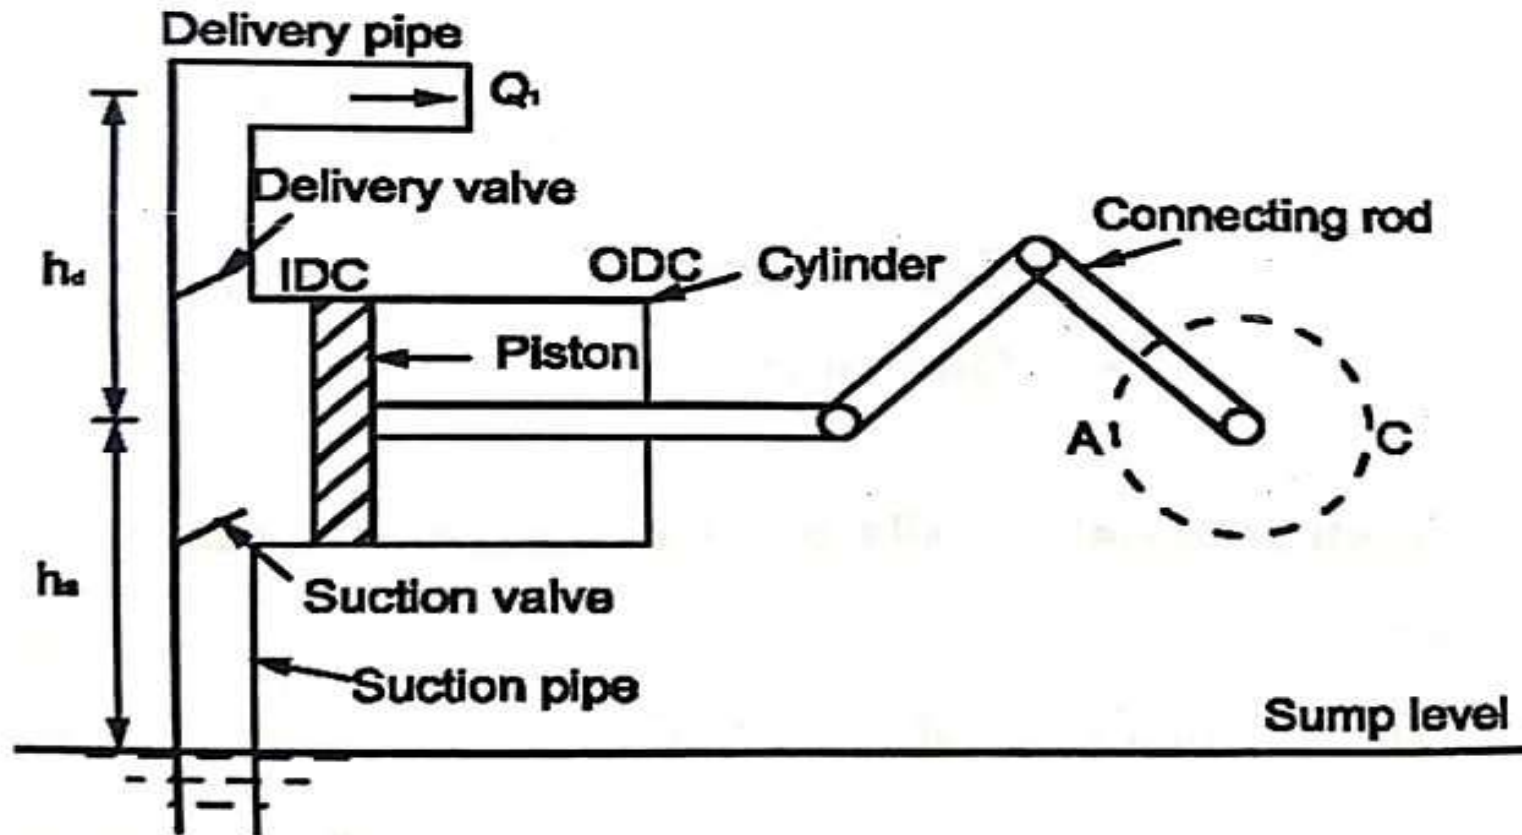 Delivery pipe
Q₁
Delivery valve
Connecting rod
h_d
IDC
ODC
Cylinder
Piston
A
C
h_s
Suction valve
Suction pipe
Sump level